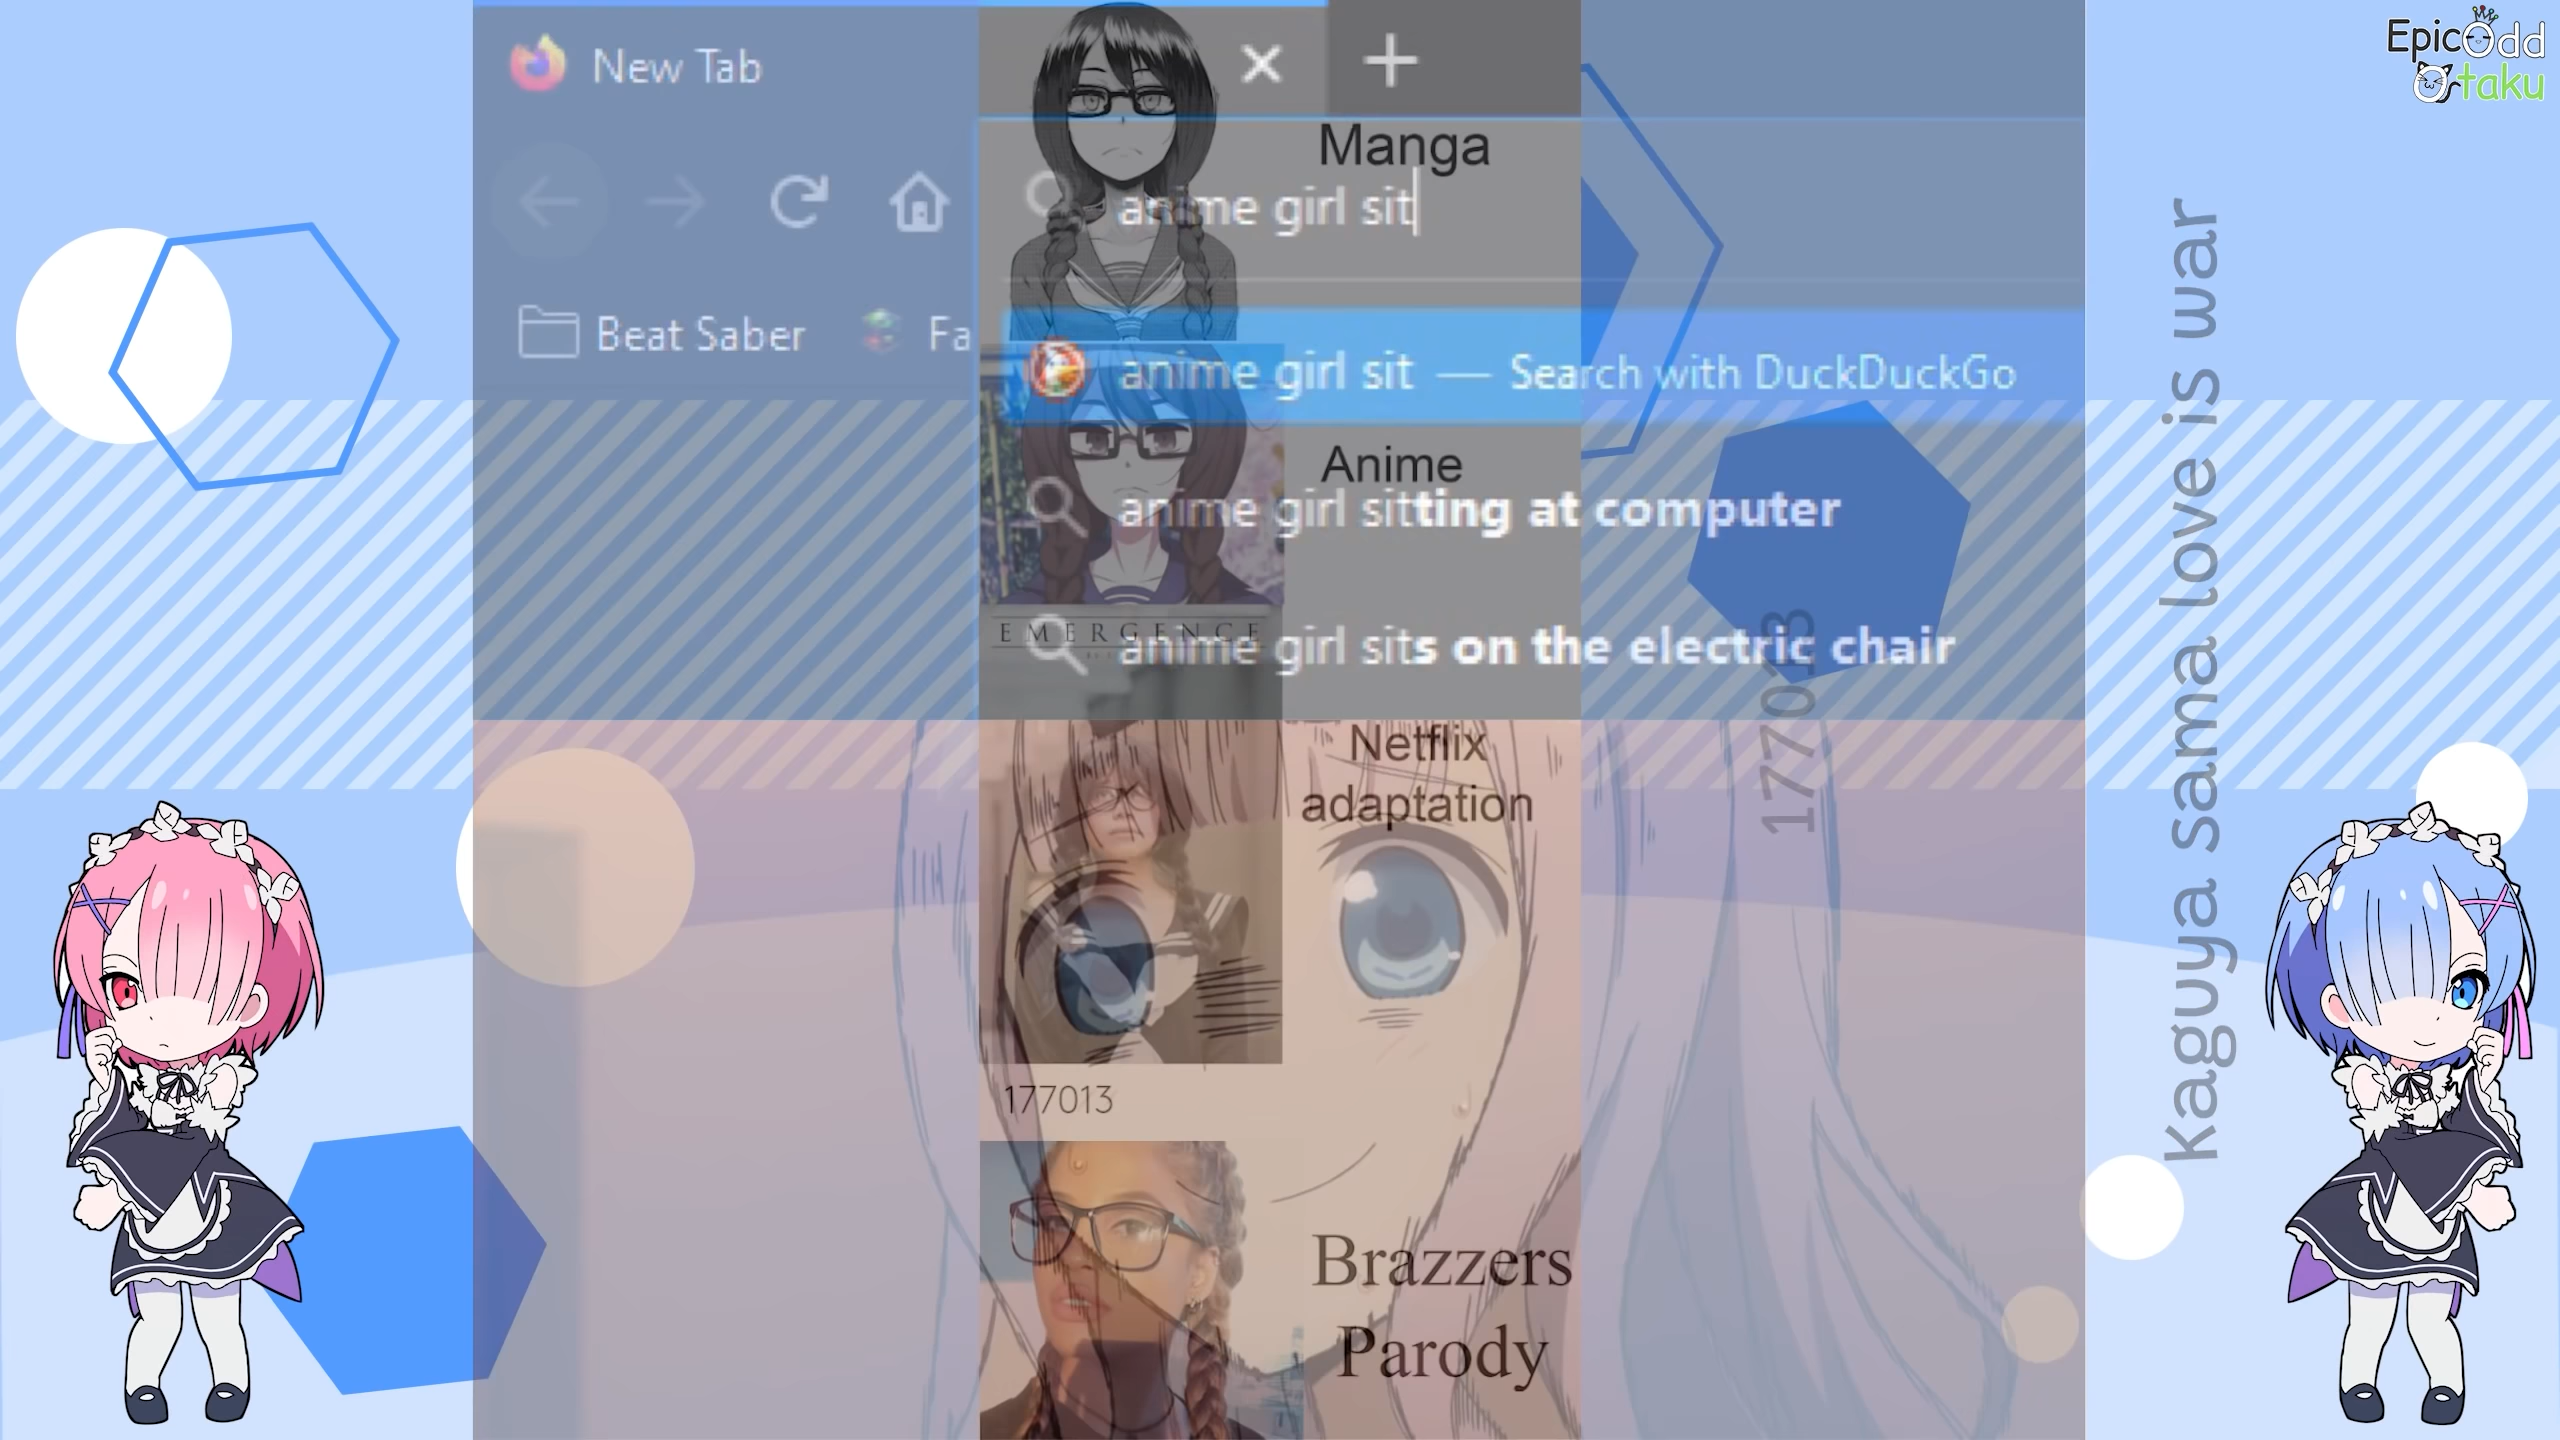 EpicOdd
Otaku
New Tab
Manga
anime girl sit
Beat Saber
Fa
anime girl sit — Search with DuckDuckGo
Anime
anime girl sitting at computer
EMERGENCE
anime girl sits on the electric chair
Netflix
adaptation
177013
177013
Brazzers
Parody
Kaguya sama love is war